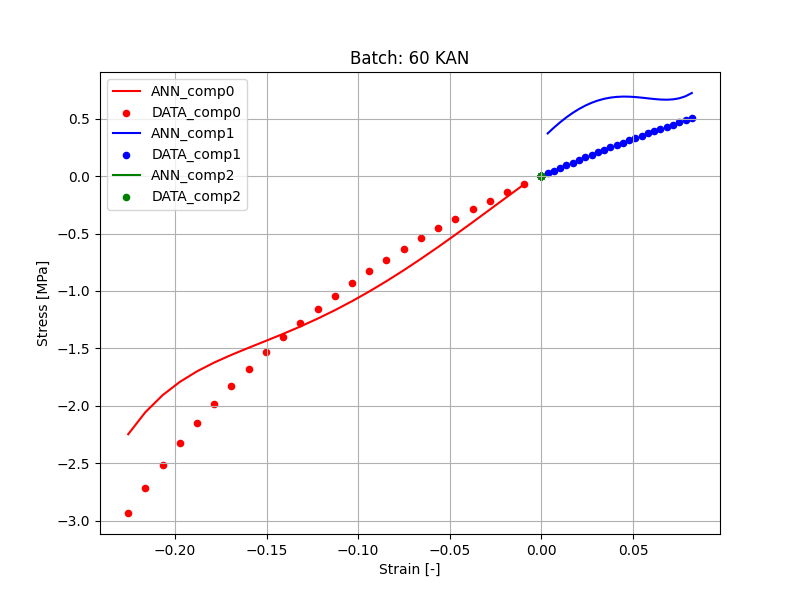 Batch: 60 KAN
ANN_comp0
DATA_comp0
ANN_comp1
DATA_comp1
ANN_comp2
DATA_comp2
0.5
0.0
−0.5
−1.0
−1.5
−2.0
−2.5
−3.0
Stress [MPa]
−0.20 −0.15 −0.10 −0.05 0.00 0.05
Strain [-]